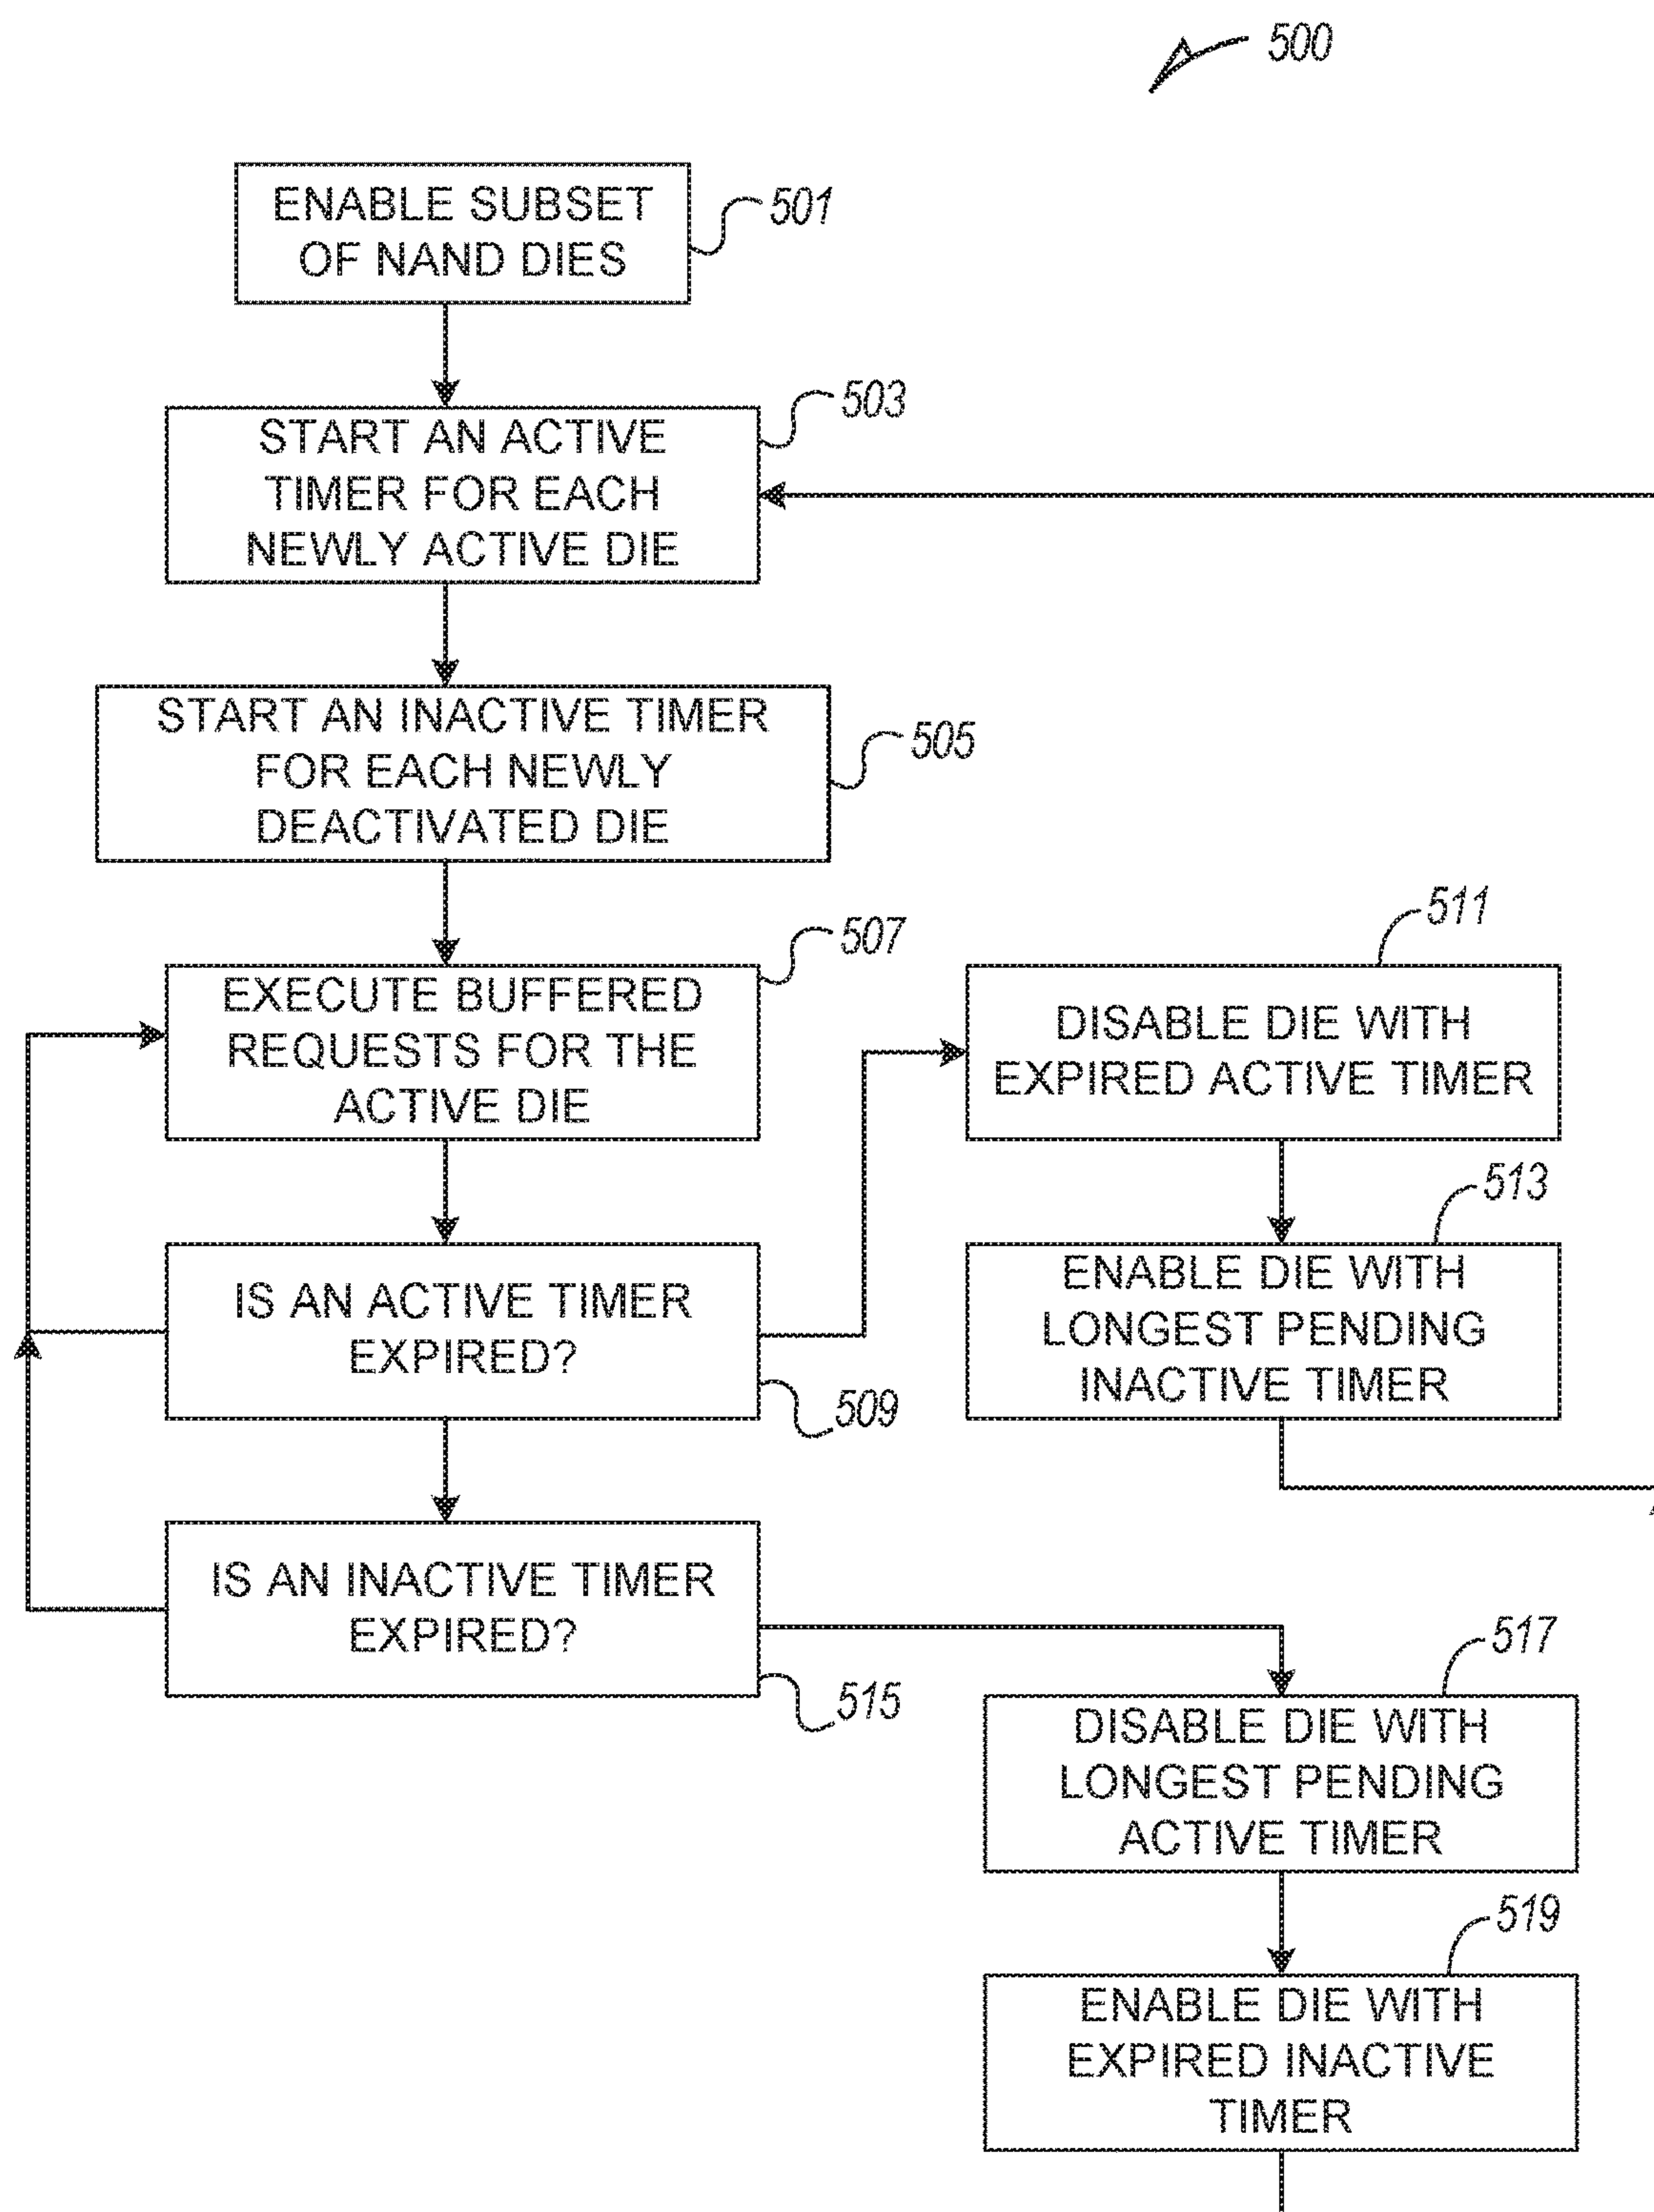 500
ENABLE SUBSET
OF NAND DIES
501
START AN ACTIVE
TIMER FOR EACH
NEWLY ACTIVE DIE
503
START AN INACTIVE TIMER
FOR EACH NEWLY
DEACTIVATED DIE
505
EXECUTE BUFFERED
REQUESTS FOR THE
ACTIVE DIE
507
IS AN ACTIVE TIMER
EXPIRED?
509
DISABLE DIE WITH
EXPIRED ACTIVE TIMER
511
ENABLE DIE WITH
LONGEST PENDING
INACTIVE TIMER
513
IS AN INACTIVE TIMER
EXPIRED?
515
DISABLE DIE WITH
LONGEST PENDING
ACTIVE TIMER
517
ENABLE DIE WITH
EXPIRED INACTIVE
TIMER
519